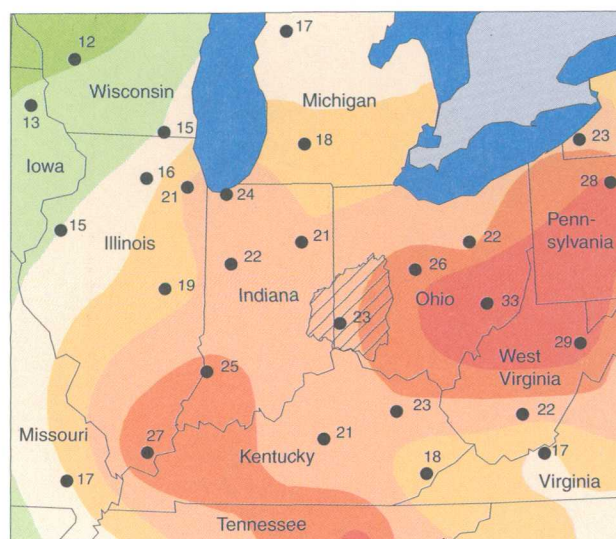 17
12
Wisconsin
Michigan
13
15
18
23
Iowa
16
21
24
28
15
Illinois
21
22
Penn-
sylvania
22
26
19
Indiana
Ohio
33
23
29
West
Virginia
25
23
22
Missouri
27
21
Kentucky
18
17
17
Virginia
Tennessee